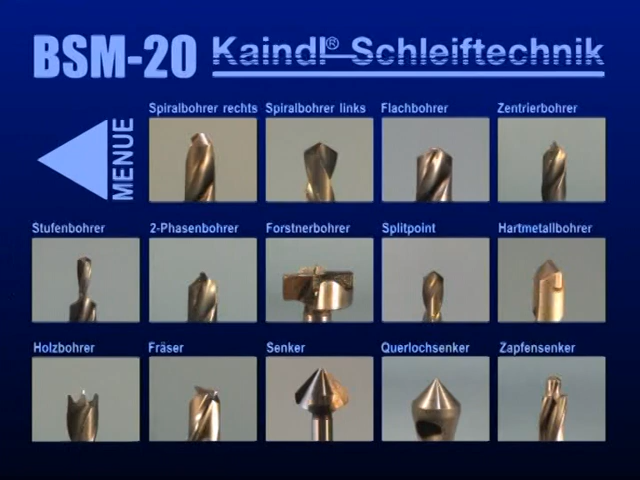 BSM-20 Kaindl® Schleiftechnik
MENUE
Spiralbohrer rechts Spiralbohrer links Flachbohrer Zentrierbohrer
Stufenbohrer 2-Phasenbohrer Forstnerbohrer Splitpoint Hartmetallbohrer
Holzbohrer Fräser Senker Querlochsenker Zapfensenker